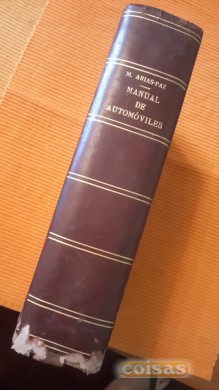 M. ARIAS-PAZ
MANUAL
DE
AUTOMÓVILES
coisas